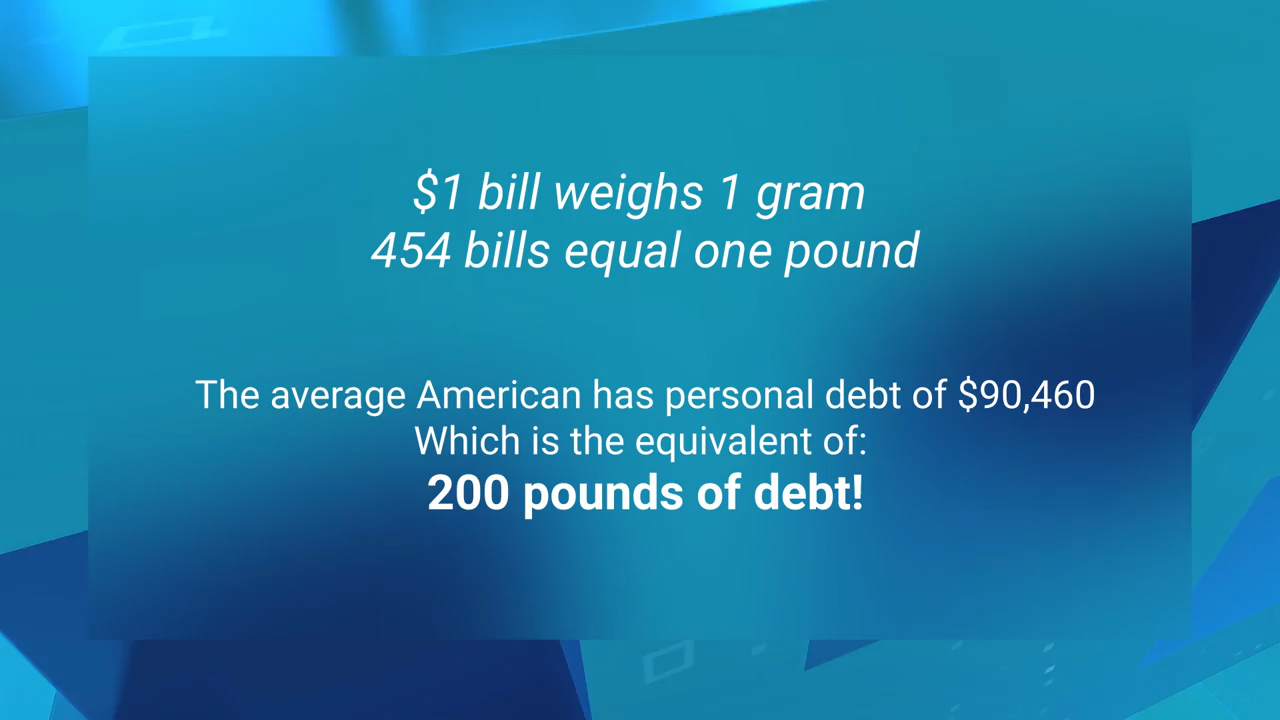 $1 bill weighs 1 gram
454 bills equal one pound
The average American has personal debt of $90,460
Which is the equivalent of:
200 pounds of debt!